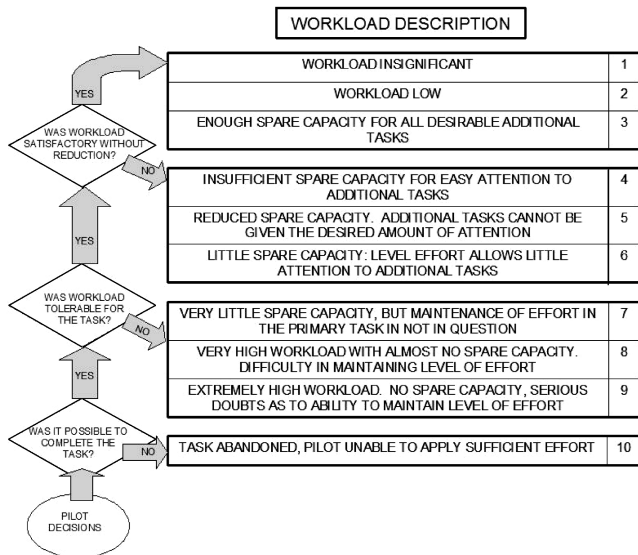 WORKLOAD DESCRIPTION
YES
WORKLOAD INSIGNIFICANT 1
WORKLOAD LOW 2
ENOUGH SPARE CAPACITY FOR ALL DESIRABLE ADDITIONAL
TASKS
3
WAS WORKLOAD
SATISFACTORY WITHOUT
REDUCTION?
NO
INSUFFICIENT SPARE CAPACITY FOR EASY ATTENTION TO
ADDITIONAL TASKS
4
REDUCED SPARE CAPACITY. ADDITIONAL TASKS CANNOT BE
GIVEN THE DESIRED AMOUNT OF ATTENTION
5
LITTLE SPARE CAPACITY: LEVEL EFFORT ALLOWS LITTLE
ATTENTION TO ADDITIONAL TASKS
6
YES
WAS WORKLOAD
TOLERABLE FOR
THE TASK?
NO
VERY LITTLE SPARE CAPACITY, BUT MAINTENANCE OF EFFORT IN
THE PRIMARY TASK IN NOT IN QUESTION
7
VERY HIGH WORKLOAD WITH ALMOST NO SPARE CAPACITY.
DIFFICULTY IN MAINTAINING LEVEL OF EFFORT
8
EXTREMELY HIGH WORKLOAD. NO SPARE CAPACITY, SERIOUS
DOUBTS AS TO ABILITY TO MAINTAIN LEVEL OF EFFORT
9
YES
WAS IT POSSIBLE TO
COMPLETE THE
TASK?
NO
TASK ABANDONED, PILOT UNABLE TO APPLY SUFFICIENT EFFORT 10
PILOT
DECISIONS